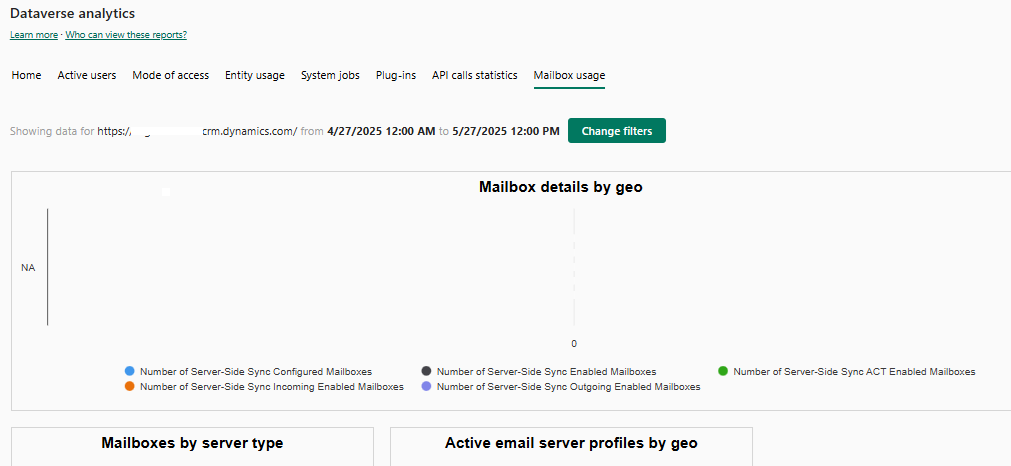 Dataverse analytics
Learn more · Who can view these reports?
Home Active users Mode of access Entity usage System jobs Plug-ins API calls statistics Mailbox usage
Showing data for https:// crm.dynamics.com/ from 4/27/2025 12:00 AM to 5/27/2025 12:00 PM Change filters
Mailbox details by geo
NA
0
Number of Server-Side Sync Configured Mailboxes Number of Server-Side Sync Enabled Mailboxes Number of Server-Side Sync ACT Enabled Mailboxes
Number of Server-Side Sync Incoming Enabled Mailboxes Number of Server-Side Sync Outgoing Enabled Mailboxes
Mailboxes by server type Active email server profiles by geo